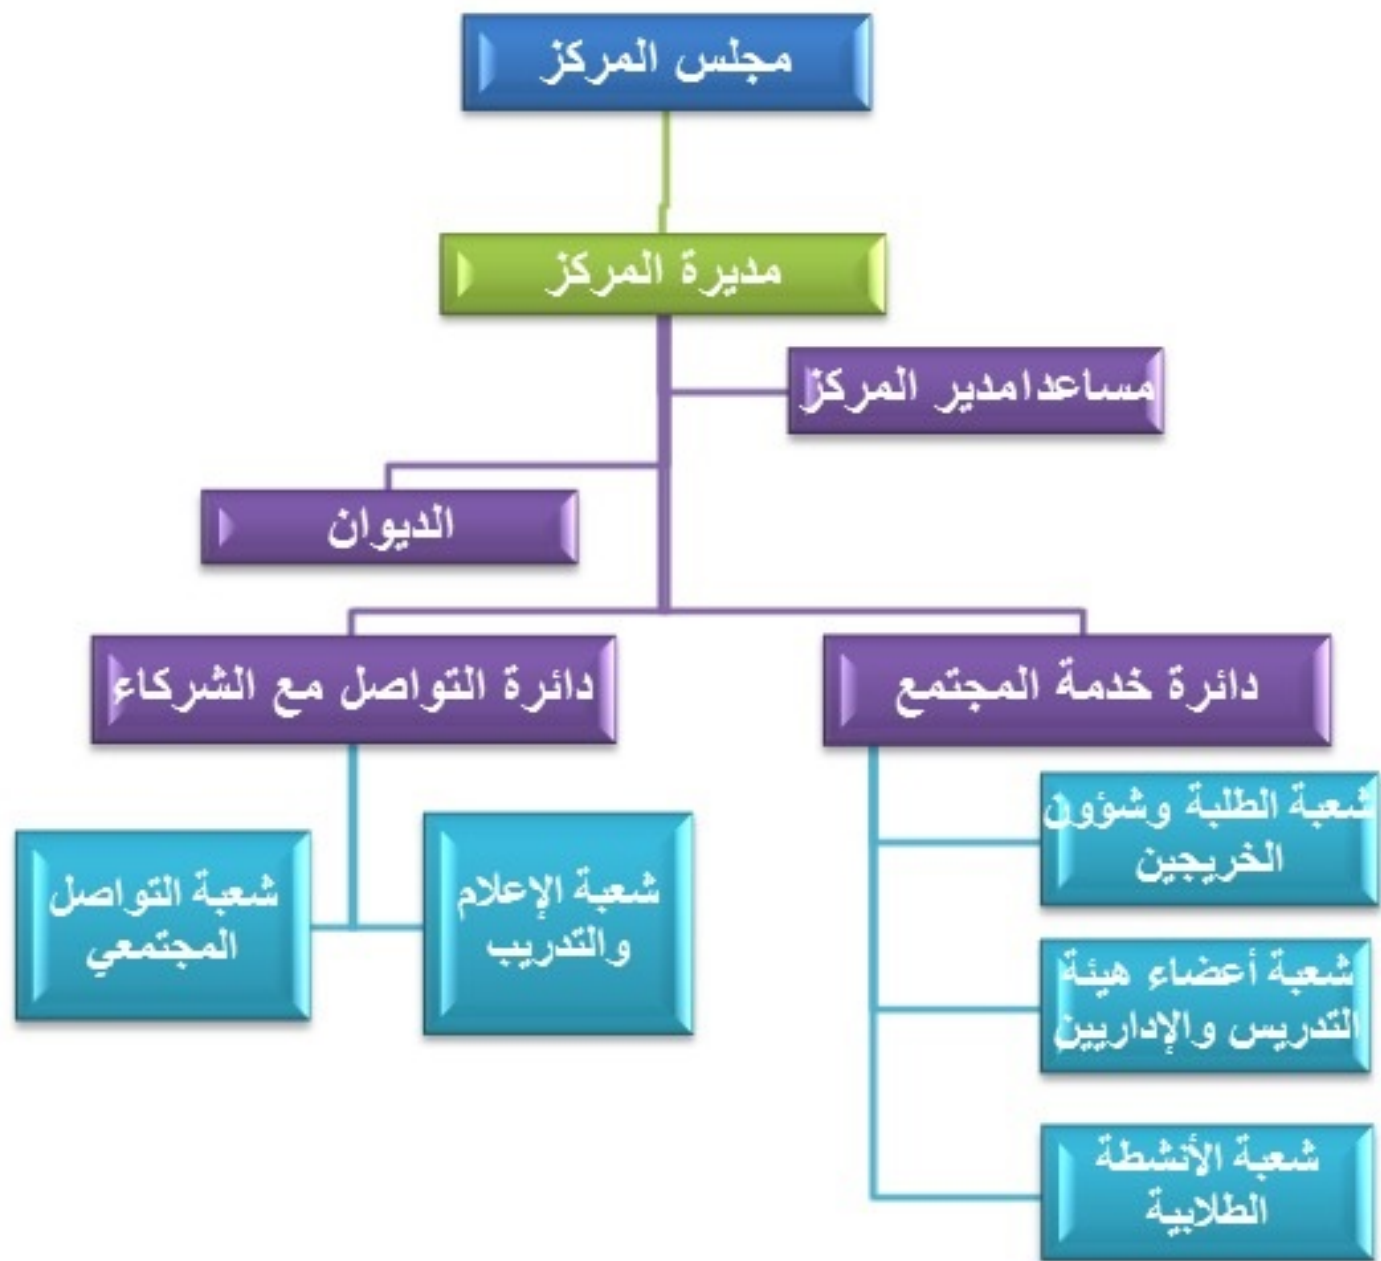 مجلس المركز
مديرة المركز
مساعدامدير المركز
الديوان
دائرة خدمة المجتمع
دائرة التواصل مع الشركاء
شعبة الطلبة وشؤون
الخريجين
شعبة أعضاء هيئة
التدريس والإداريين
شعبة الأنشطة
الطلابية
شعبة الإعلام
والتدريب
شعبة التواصل
المجتمعي